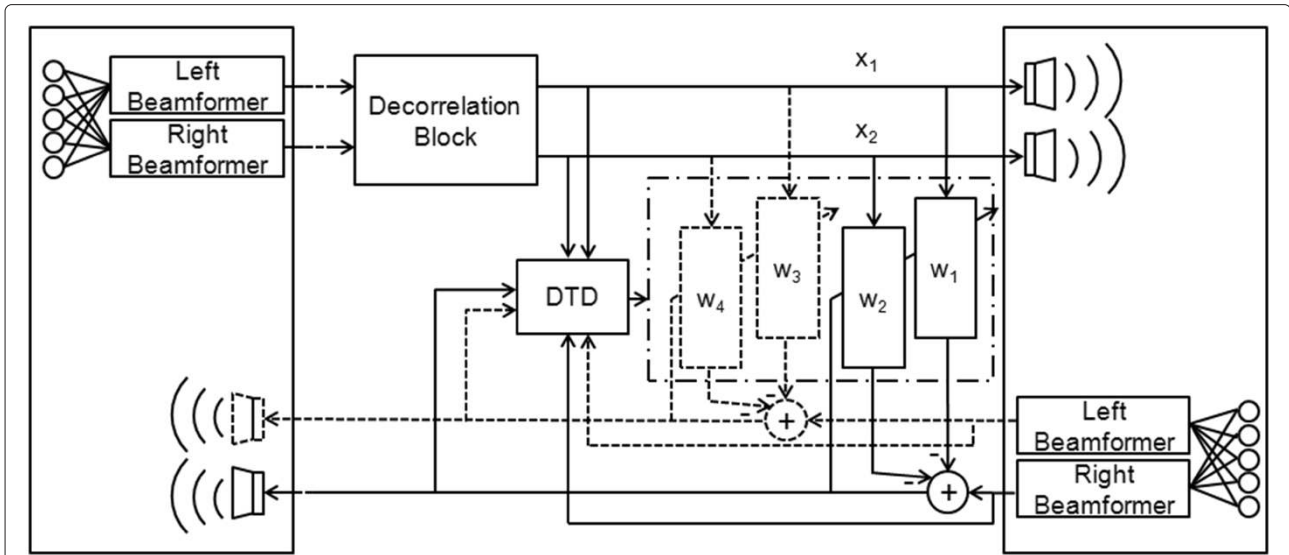 Left
Beamformer
Right
Beamformer
Decorrelation
Block
x1
x2
DTD
w4
w3
w2
w1
-
-
+
Left
Beamformer
-
-
+
Right
Beamformer